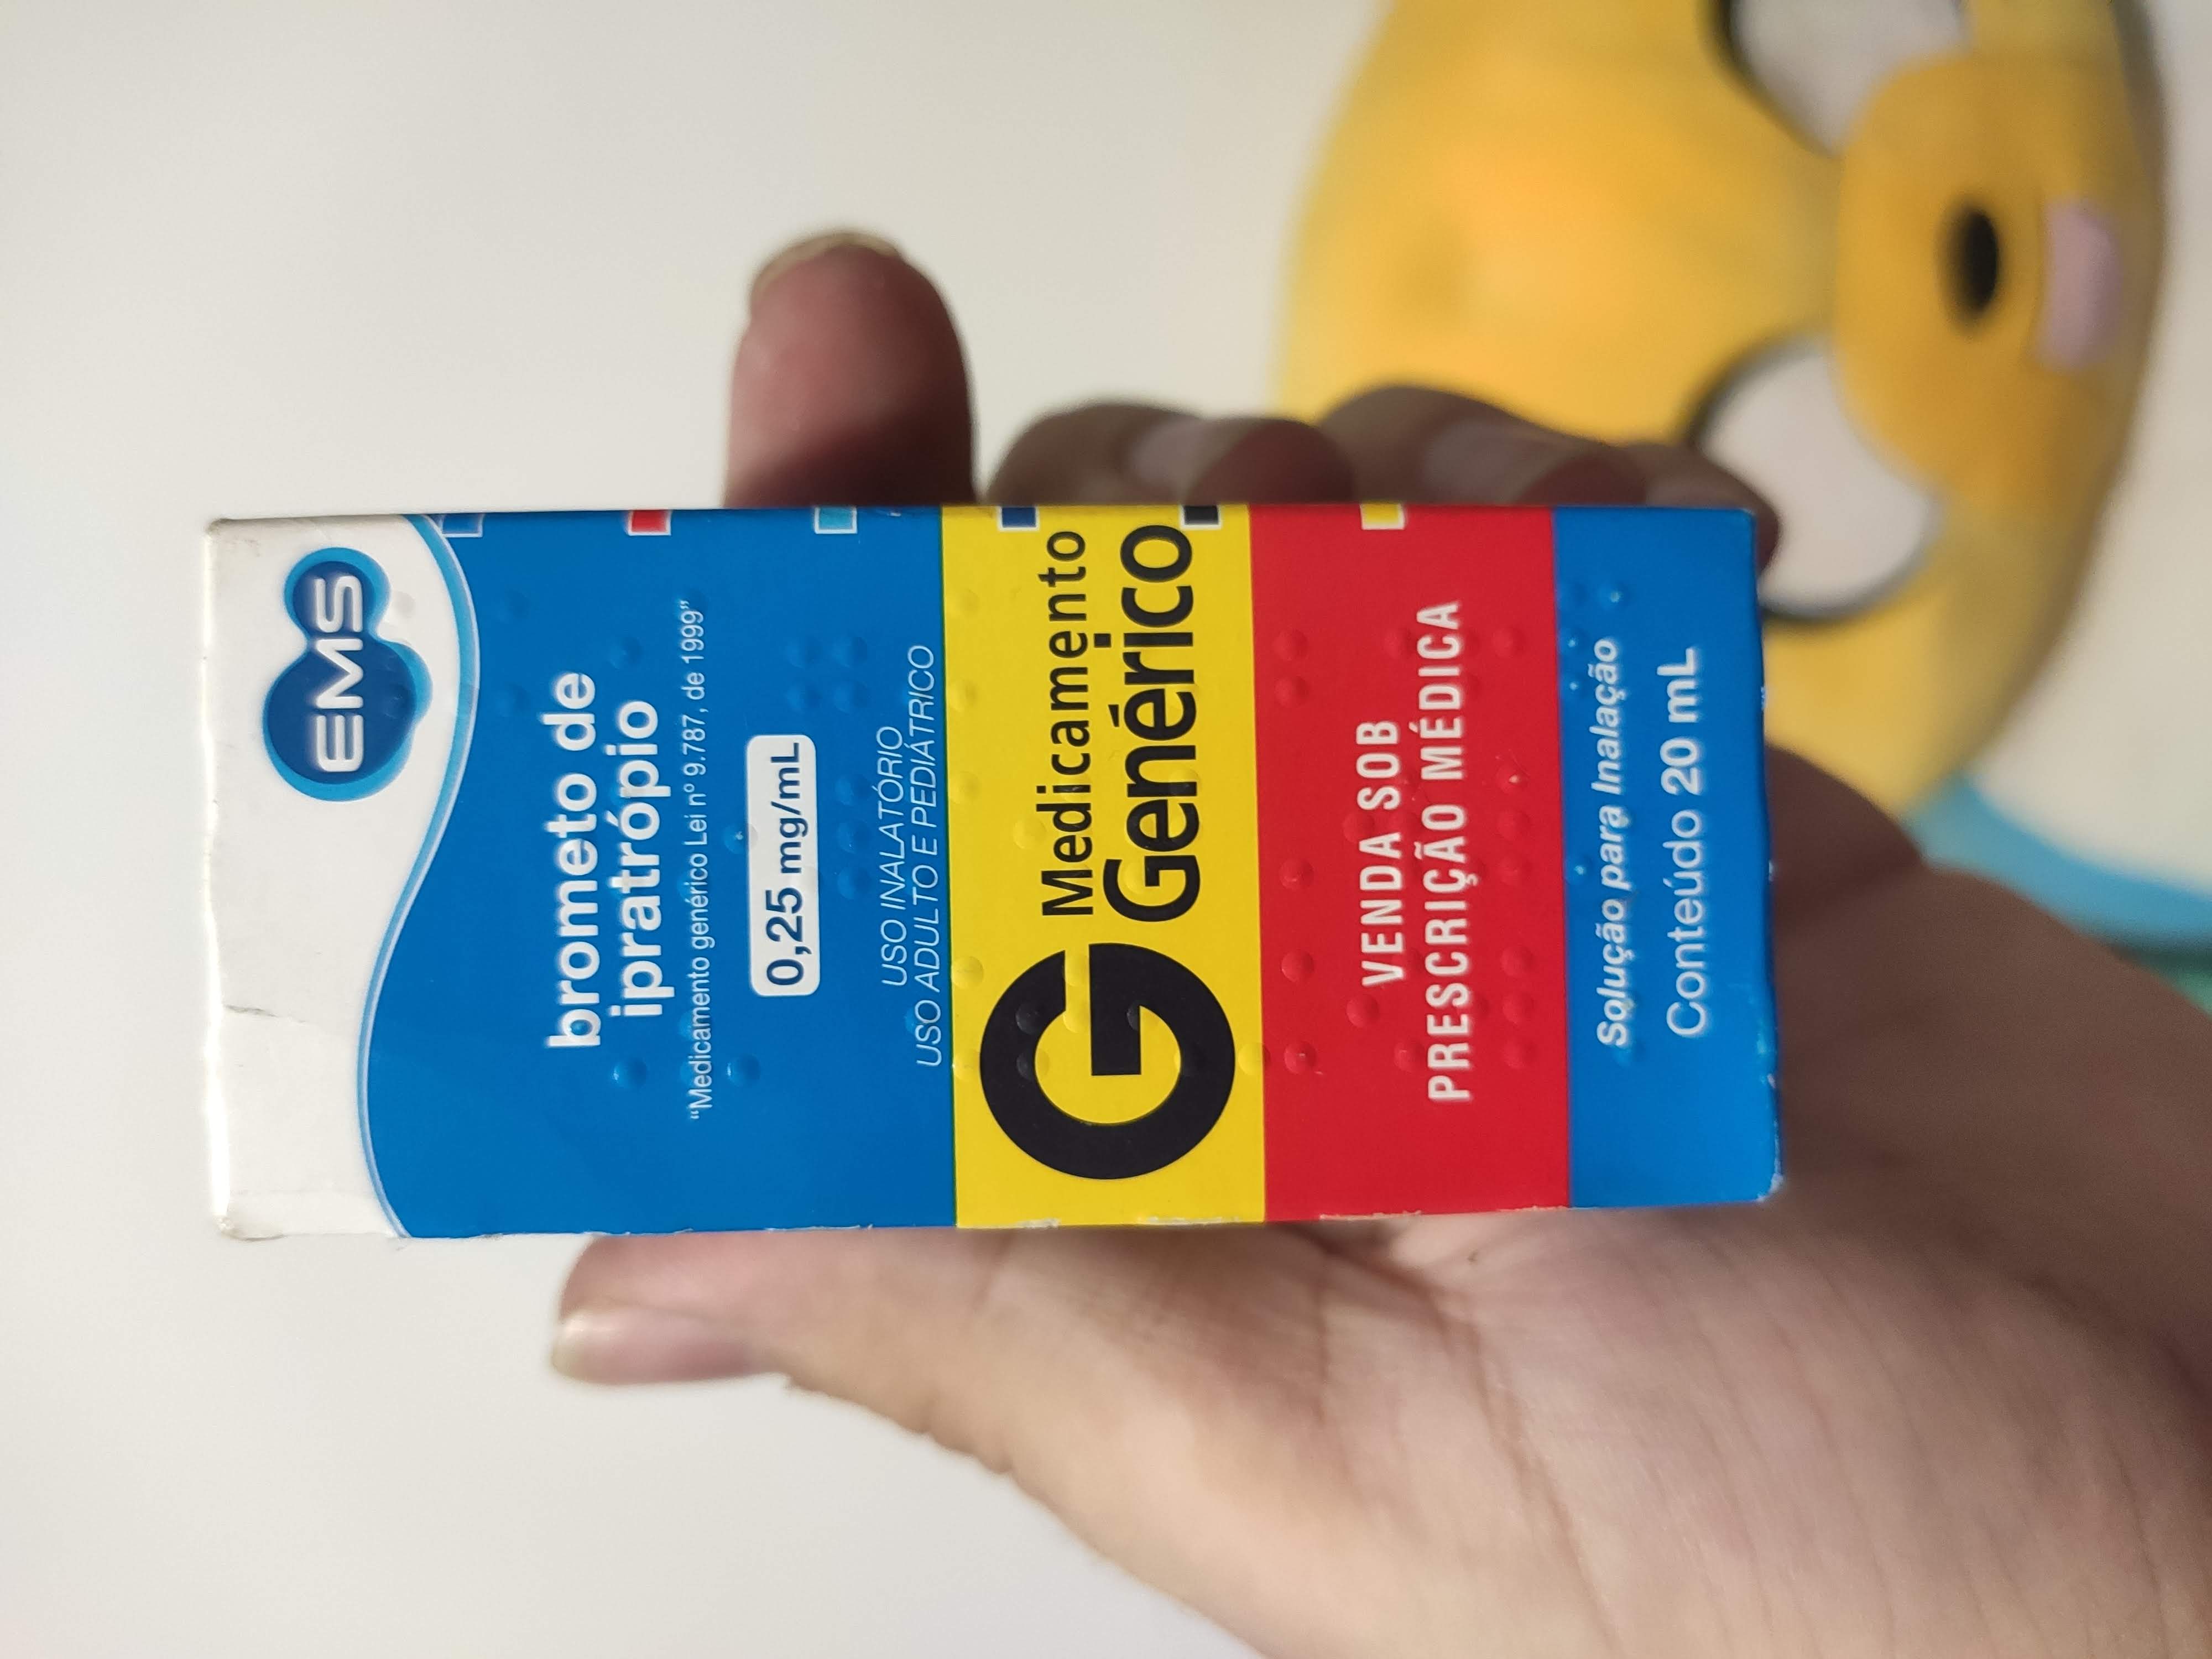 EMS
brometo de
ipratrópio
“Medicamento genérico Lei nº 9.787, de 1999”
0,25 mg/mL
USO INALATÓRIO
USO ADULTO E PEDIÁTRICO
G Medicamento
Genérico
VENDA SOB
PRESCRIÇÃO MÉDICA
Solução para Inalação
Conteúdo 20 mL